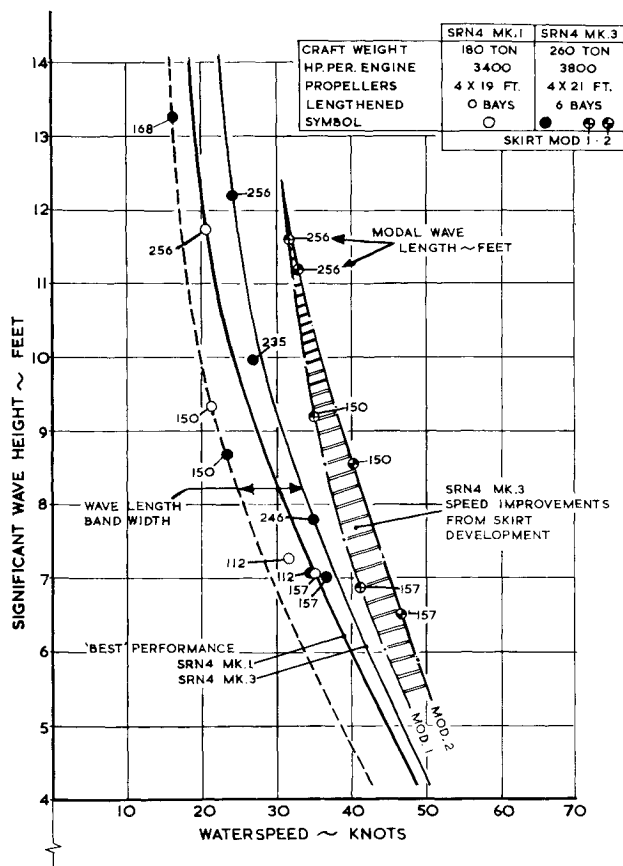 SRN4 MK.1 SRN4 MK.3
CRAFT WEIGHT 180 TON 260 TON
HP. PER. ENGINE 3400 3800
PROPELLERS 4 X 19 FT. 4 X 21 FT.
LENGTHENED 0 BAYS 6 BAYS
SYMBOL
SKIRT MOD 1 · 2
14
13
12
11
10
9
8
7
6
5
4
SIGNIFICANT WAVE HEIGHT ~ FEET
168
256
256
256
256
MODAL WAVE
LENGTH ~ FEET
235
150
150
150
150
WAVE LENGTH
BAND WIDTH
246
SRN4 MK.3
SPEED IMPROVEMENTS
FROM SKIRT
DEVELOPMENT
112
112
157
157
157
157
'BEST' PERFORMANCE
SRN4 MK.1
SRN4 MK.3
MOD. 1
MOD. 2
0 10 20 30 40 50 60 70
WATERSPEED ~ KNOTS